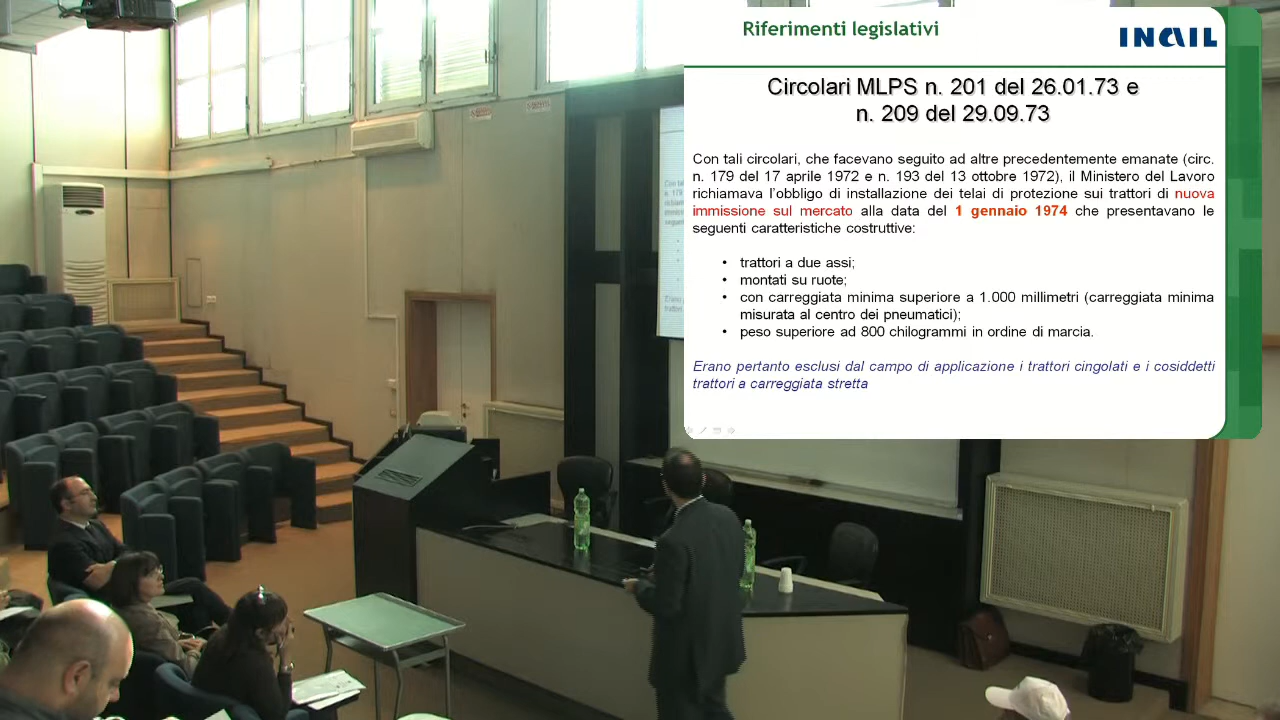 Riferimenti legislativi
INAIL
Circolari MLPS n. 201 del 26.01.73 e
n. 209 del 29.09.73
Con tali circolari, che facevano seguito ad altre precedentemente emanate (circ.
n. 179 del 17 aprile 1972 e n. 193 del 13 ottobre 1972), il Ministero del Lavoro
richiamava l'obbligo di installazione dei telai di protezione sui trattori di nuova
immissione sul mercato alla data del 1 gennaio 1974 che presentavano le
seguenti caratteristiche costruttive:
• trattori a due assi;
• montati su ruote;
• con carreggiata minima superiore a 1.000 millimetri (carreggiata minima
misurata al centro dei pneumatici);
• peso superiore ad 800 chilogrammi in ordine di marcia.
Erano pertanto esclusi dal campo di applicazione i trattori cingolati e i cosiddetti
trattori a carreggiata stretta